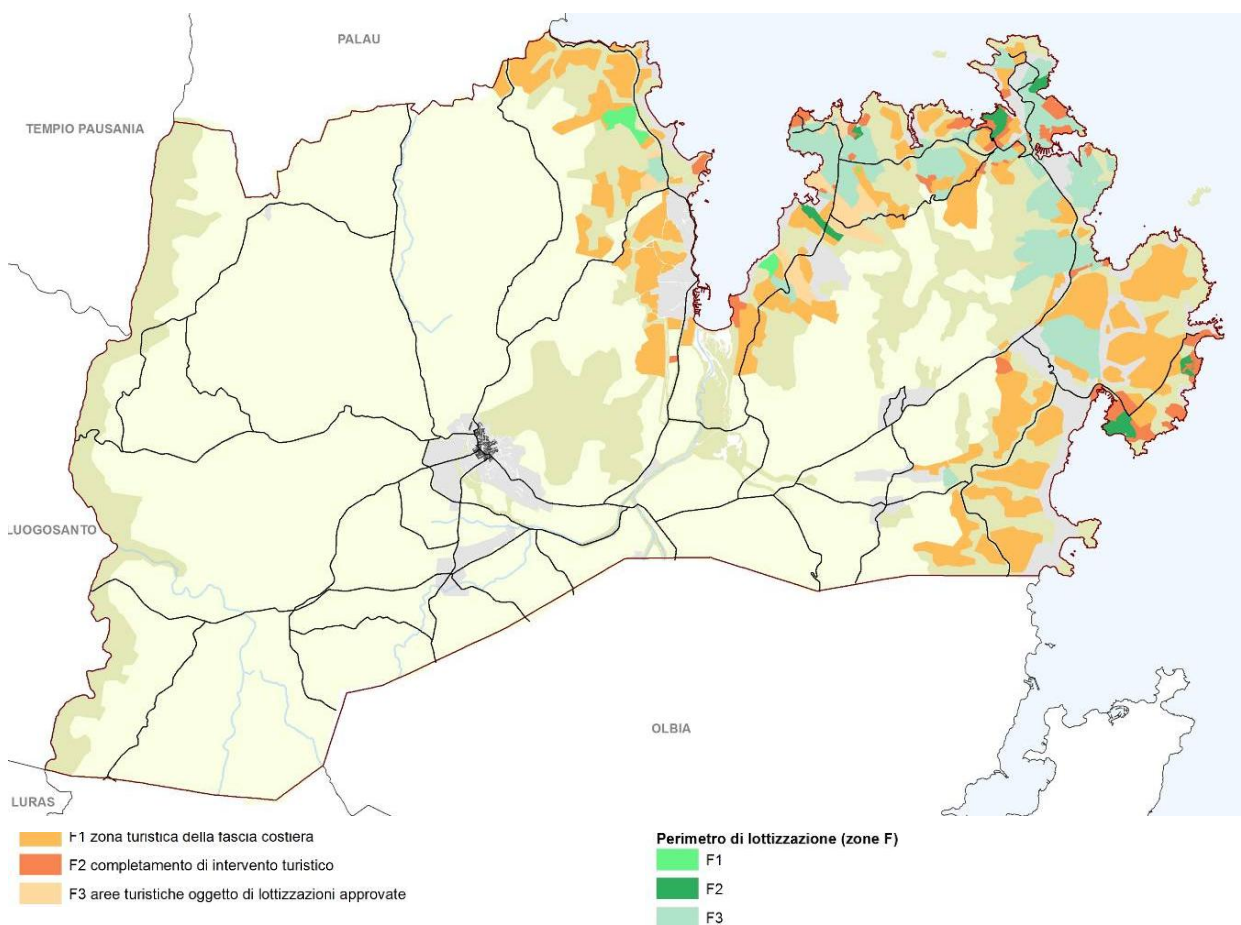 PALAU
TEMPIO PAUSANIA
LUOGOSANTO
OLBIA
LURAS
F1 zona turistica della fascia costiera
F2 completamento di intervento turistico
F3 aree turistiche oggetto di lottizzazioni approvate
Perimetro di lottizzazione (zone F)
F1
F2
F3